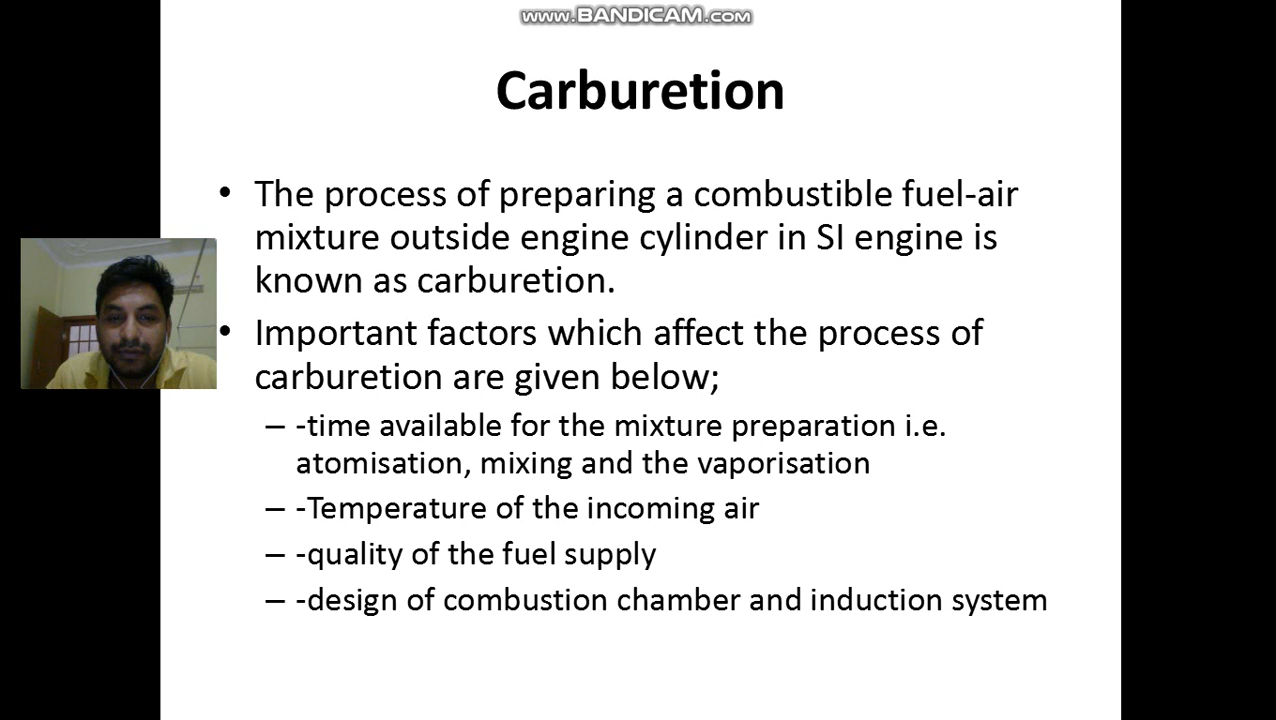 www.BANDICAM.com
Carburetion
• The process of preparing a combustible fuel-air
mixture outside engine cylinder in SI engine is
known as carburetion.
• Important factors which affect the process of
carburetion are given below;
– -time available for the mixture preparation i.e.
atomisation, mixing and the vaporisation
– -Temperature of the incoming air
– -quality of the fuel supply
– -design of combustion chamber and induction system